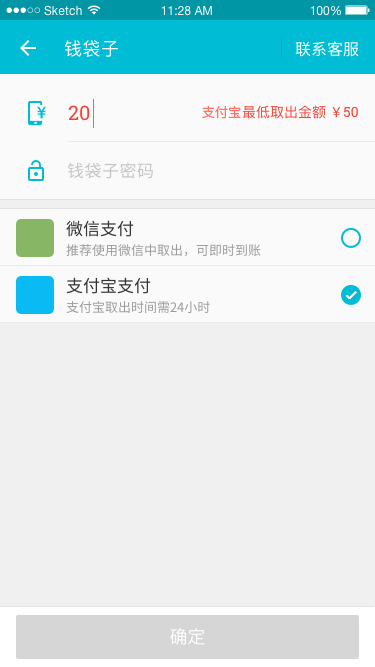 Sketch 11:28 AM 100%
钱袋子 联系客服
20 支付宝最低取出金额 ￥50
钱袋子密码
微信支付
推荐使用微信中取出，可即时到账
支付宝支付
支付宝取出时间需24小时
确定